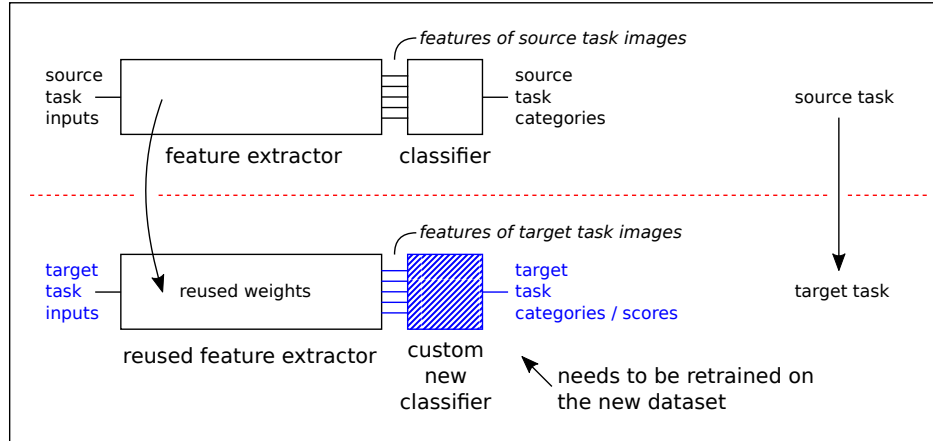 features of source task images
source
task
inputs
source
task
categories
source task
feature extractor
classifier
features of target task images
target
task
inputs
reused weights
target
task
categories / scores
target task
reused feature extractor
custom
new
classifier
needs to be retrained on
the new dataset